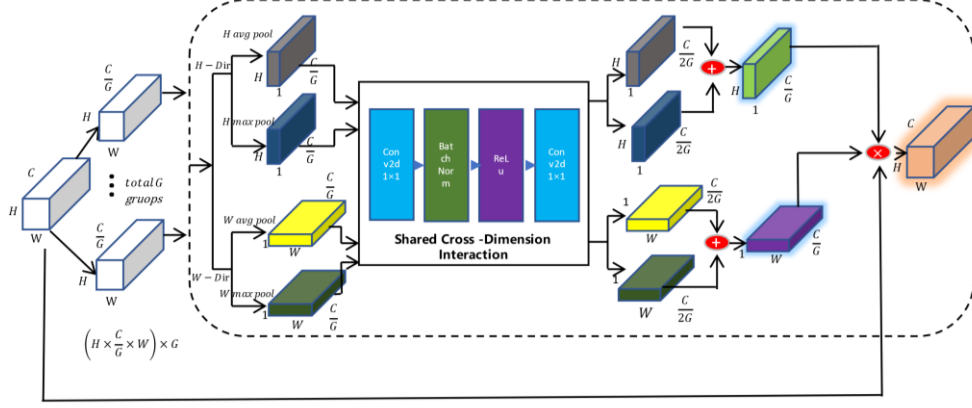 C
H
W
C/G
H
W
total G
gruops
C/G
H
W
(H × C/G × W) × G
H − Dir
H avg pool
H
1
C/G
H max pool
H
1
C/G
W − Dir
W avg pool
1
W
C/G
W max pool
1
W
C/G
Con
v2d
1×1
Bat
ch
Nor
m
ReL
u
Con
v2d
1×1
Shared Cross -Dimension
Interaction
H
1
C/2G
H
1
C/2G
+
H
1
C/G
1
W
C/2G
1
W
C/2G
+
1
W
C/G
×
C
H
W